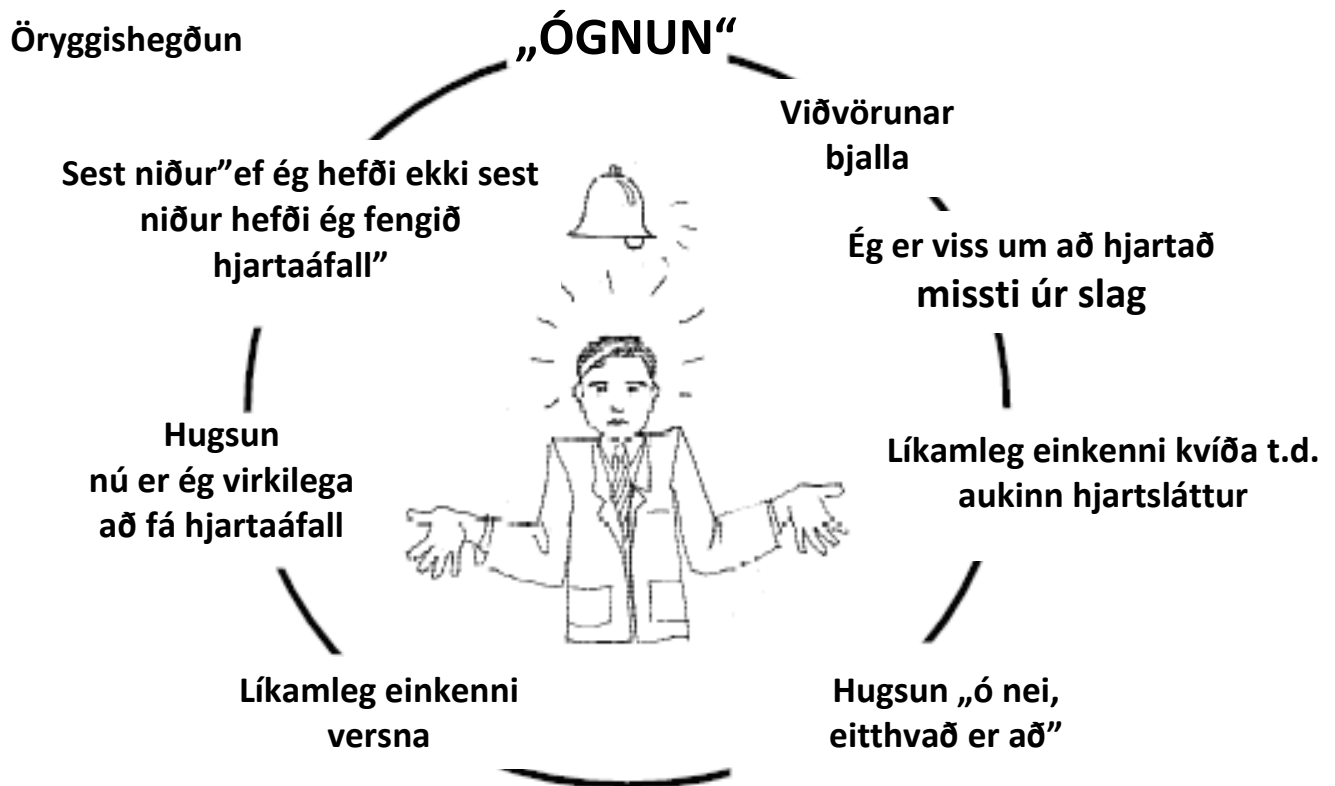 Öryggishegðun
„ÓGNUN“
Viðvörunar
bjalla
Ég er viss um að hjartað
missti úr slag
Líkamleg einkenni kvíða t.d.
aukinn hjartsláttur
Hugsun „ó nei,
eitthvað er að”
Líkamleg einkenni
versna
Hugsun
nú er ég virkilega
að fá hjartaáfall
Sest niður”ef ég hefði ekki sest
niður hefði ég fengið
hjartaáfall”